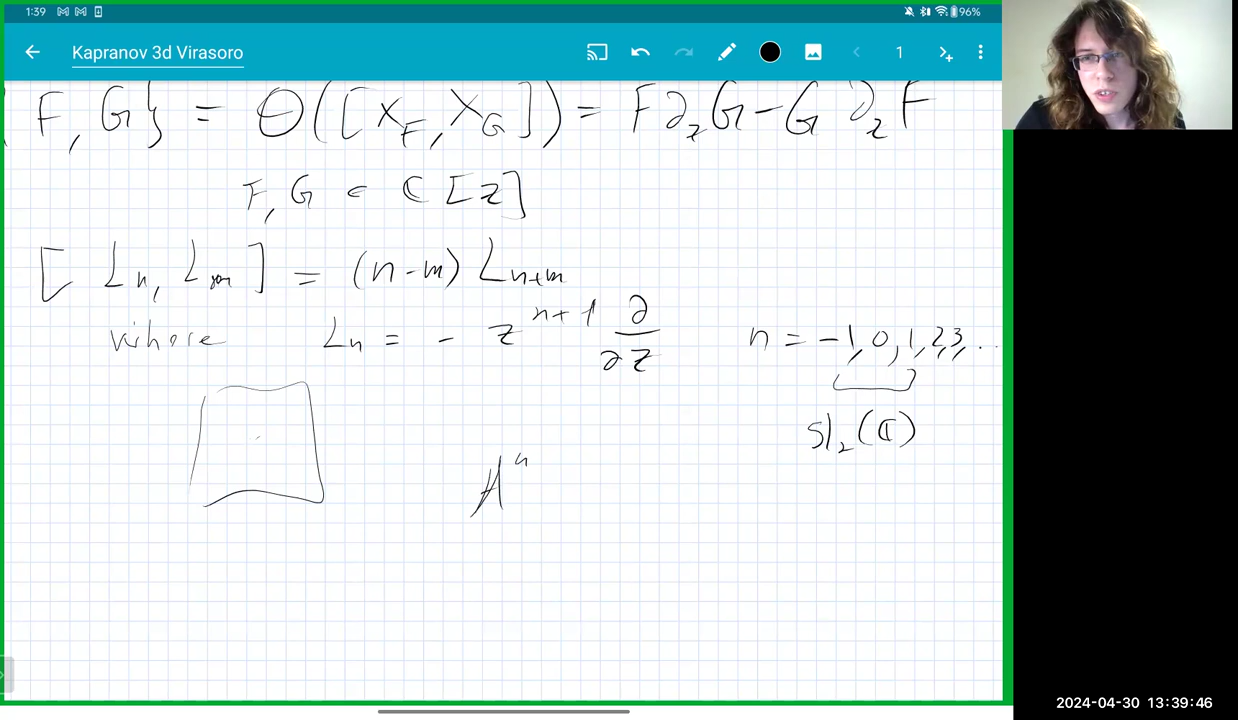 1:39
96%
Kapranov 3d Virasoro
1
{F, G} = Θ([X_F, X_G]) = F∂_zG - G∂_zF
F, G ∈ ℂ[z]
[L_n, L_m] = (n-m) L_{n+m}
where L_n = - z^{n+1} ∂/∂z n = -1, 0, 1, 2, 3, ...
sl_2(ℂ)
A^n
2024-04-30 13:39:46